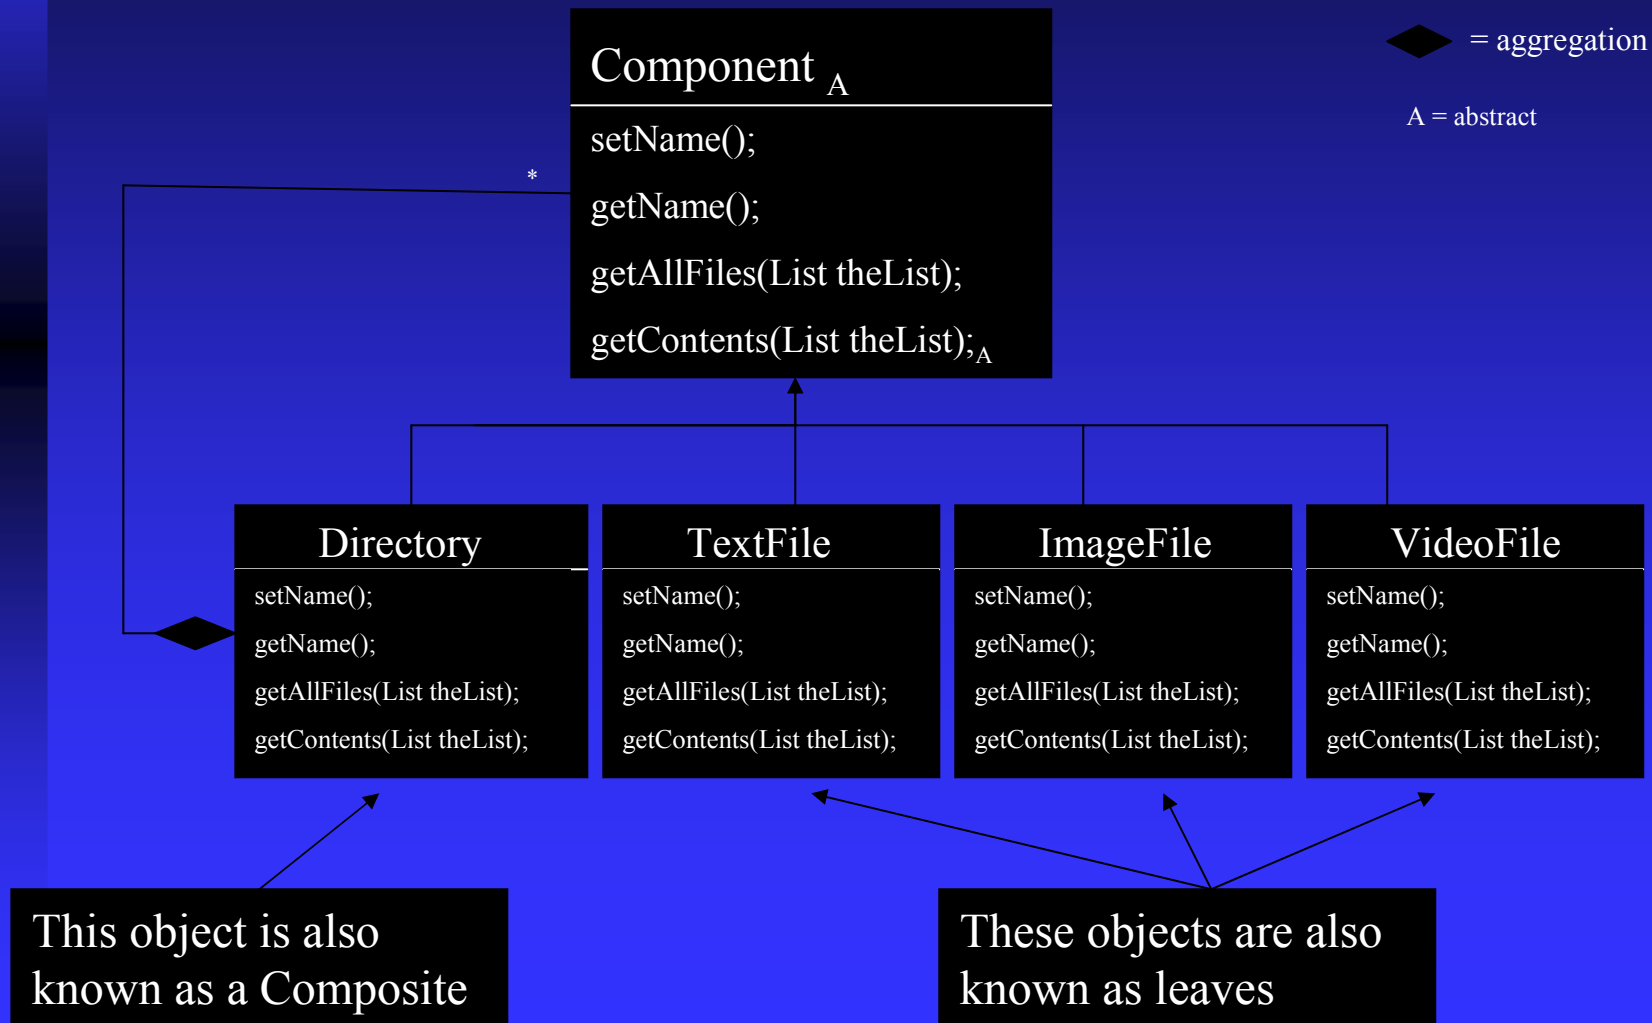 Component A
setName();
getName();
getAllFiles(List theList);
getContents(List theList);A
= aggregation
A = abstract
*
Directory
setName();
getName();
getAllFiles(List theList);
getContents(List theList);
TextFile
setName();
getName();
getAllFiles(List theList);
getContents(List theList);
ImageFile
setName();
getName();
getAllFiles(List theList);
getContents(List theList);
VideoFile
setName();
getName();
getAllFiles(List theList);
getContents(List theList);
This object is also
known as a Composite
These objects are also
known as leaves